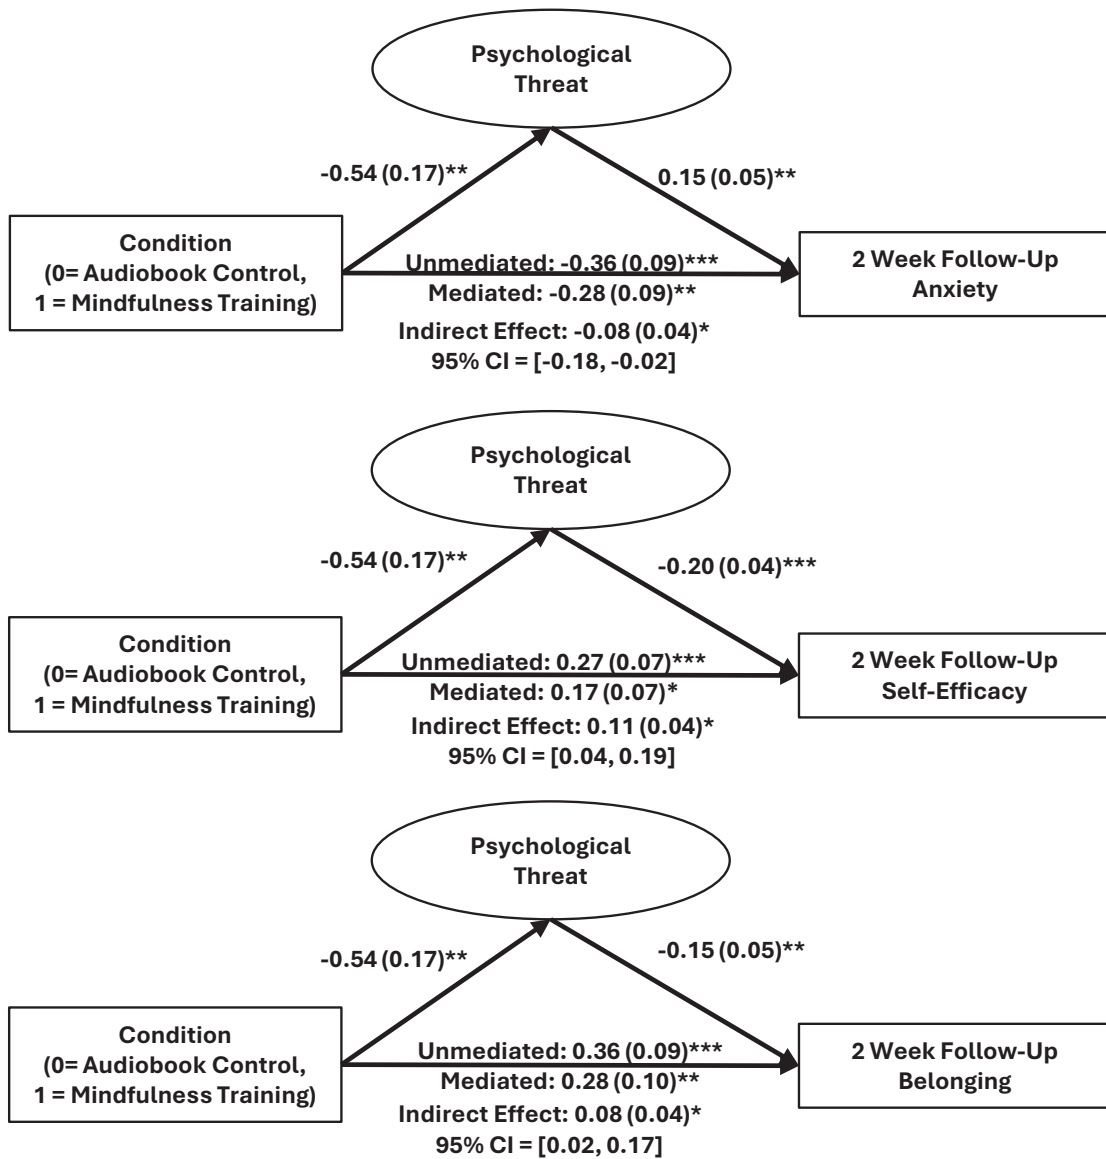 Psychological
Threat
-0.54 (0.17)**
0.15 (0.05)**
Condition
(0= Audiobook Control,
1 = Mindfulness Training)
Unmediated: -0.36 (0.09)***
Mediated: -0.28 (0.09)**
Indirect Effect: -0.08 (0.04)*
95% CI = [-0.18, -0.02]
2 Week Follow-Up
Anxiety
Psychological
Threat
-0.54 (0.17)**
-0.20 (0.04)***
Condition
(0= Audiobook Control,
1 = Mindfulness Training)
Unmediated: 0.27 (0.07)***
Mediated: 0.17 (0.07)*
Indirect Effect: 0.11 (0.04)*
95% CI = [0.04, 0.19]
2 Week Follow-Up
Self-Efficacy
Psychological
Threat
-0.54 (0.17)**
-0.15 (0.05)**
Condition
(0= Audiobook Control,
1 = Mindfulness Training)
Unmediated: 0.36 (0.09)***
Mediated: 0.28 (0.10)**
Indirect Effect: 0.08 (0.04)*
95% CI = [0.02, 0.17]
2 Week Follow-Up
Belonging